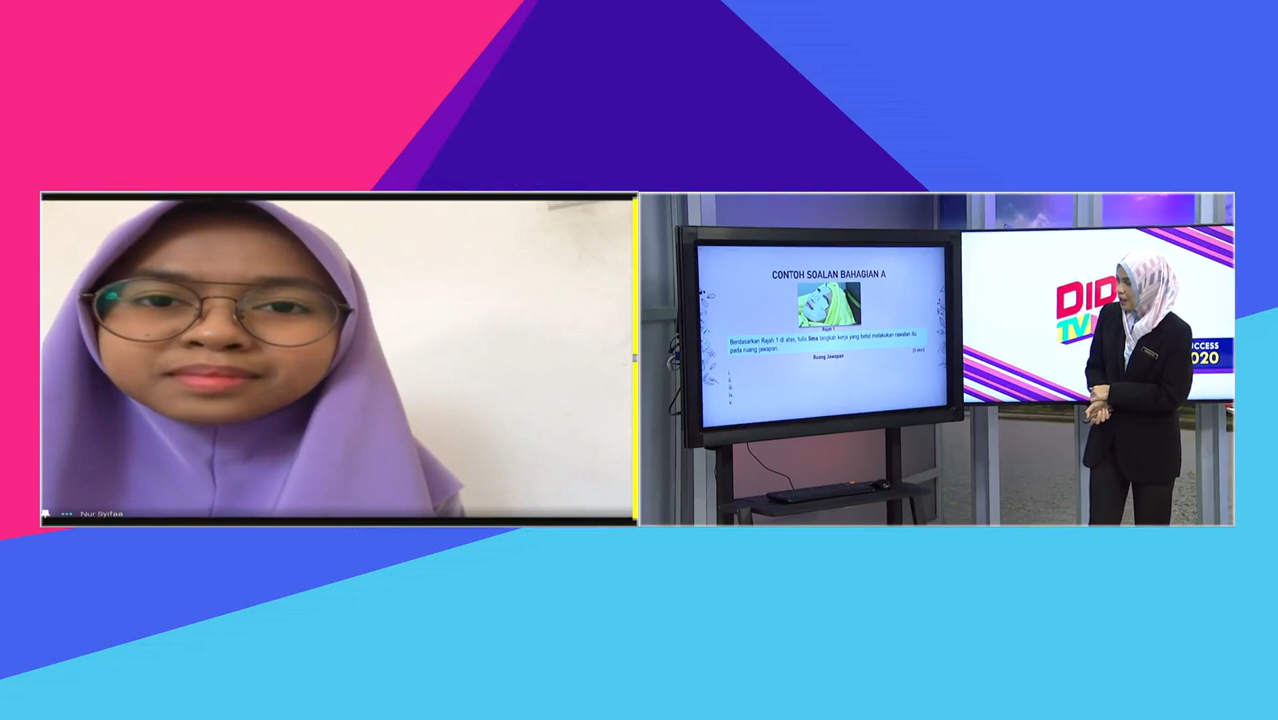 Nur Syifaa
CONTOH SOALAN BAHAGIAN A
Rajah 1
Berdasarkan Rajah 1 di atas, tulis lima langkah kerja yang betul melakukan rawatan itu
pada ruang jawapan.
Ruang Jawapan
DID
TV
UCCESS
020